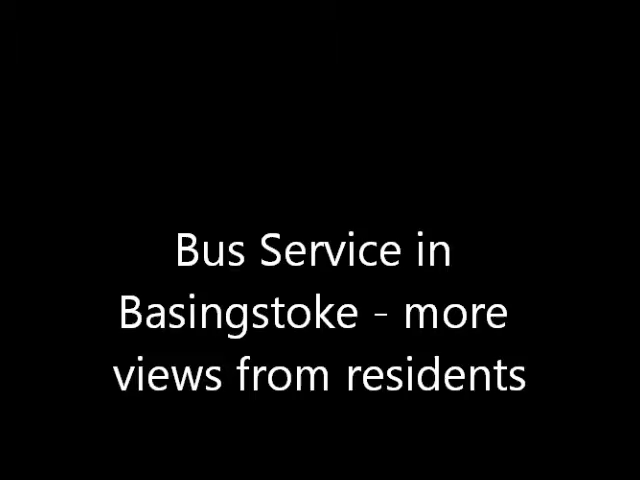 Bus Service in
Basingstoke - more
views from residents